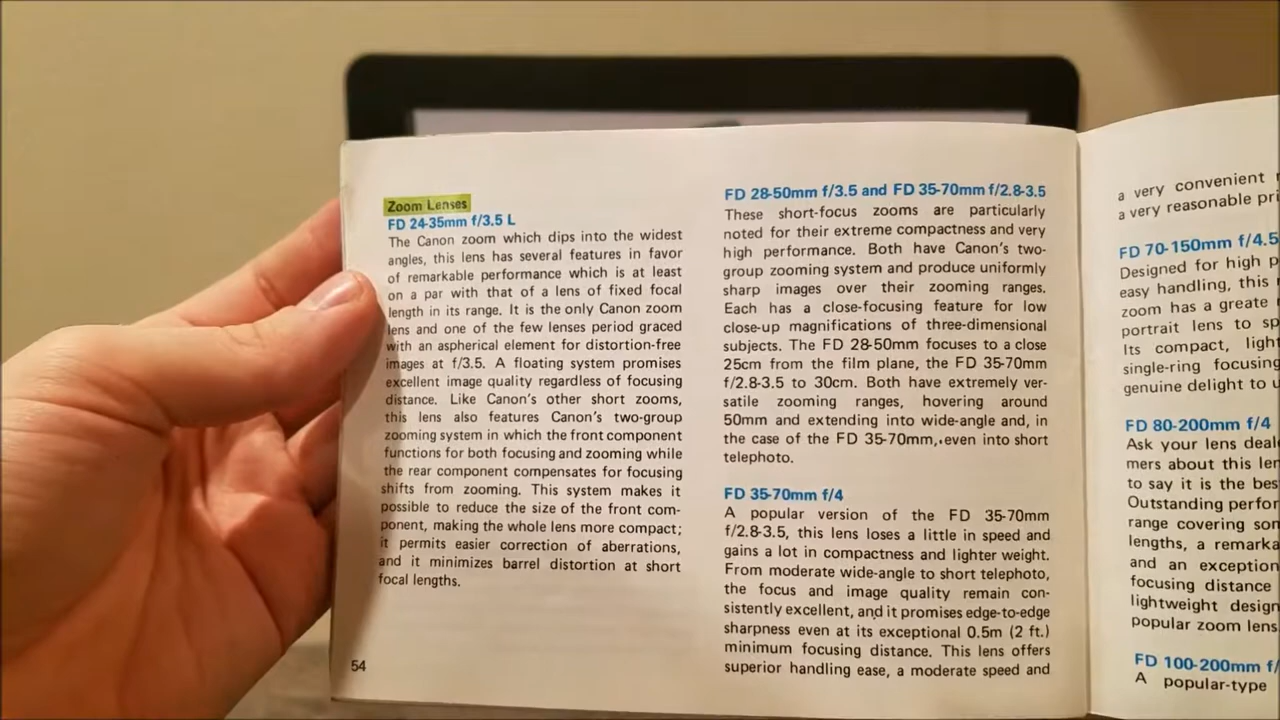 Zoom Lenses
FD 24-35mm f/3.5 L
The Canon zoom which dips into the widest
angles, this lens has several features in favor
of remarkable performance which is at least
on a par with that of a lens of fixed focal
length in its range. It is the only Canon zoom
lens and one of the few lenses period graced
with an aspherical element for distortion-free
images at f/3.5. A floating system promises
excellent image quality regardless of focusing
distance. Like Canon's other short zooms,
this lens also features Canon's two-group
zooming system in which the front component
functions for both focusing and zooming while
the rear component compensates for focusing
shifts from zooming. This system makes it
possible to reduce the size of the front com-
ponent, making the whole lens more compact;
it permits easier correction of aberrations,
and it minimizes barrel distortion at short
focal lengths.
54
FD 28-50mm f/3.5 and FD 35-70mm f/2.8-3.5
These short-focus zooms are particularly
noted for their extreme compactness and very
high performance. Both have Canon's two-
group zooming system and produce uniformly
sharp images over their zooming ranges.
Each has a close-focusing feature for low
close-up magnifications of three-dimensional
subjects. The FD 28-50mm focuses to a close
25cm from the film plane, the FD 35-70mm
f/2.8-3.5 to 30cm. Both have extremely ver-
satile zooming ranges, hovering around
50mm and extending into wide-angle and, in
the case of the FD 35-70mm, even into short
telephoto.
FD 35-70mm f/4
A popular version of the FD 35-70mm
f/2.8-3.5, this lens loses a little in speed and
gains a lot in compactness and lighter weight.
From moderate wide-angle to short telephoto,
the focus and image quality remain con-
sistently excellent, and it promises edge-to-edge
sharpness even at its exceptional 0.5m (2 ft.)
minimum focusing distance. This lens offers
superior handling ease, a moderate speed and
a very convenient
a very reasonable
FD 70-150mm f/4.5
Designed for high
easy handling, this
zoom has a greate
portrait lens to
Its compact,
single-ring focusing
genuine delight to
FD 80-200mm f/4
Ask your lens
mers about this
to say it is the
Outstanding
range covering
lengths, a
and an
focusing distance
lightweight
popular zoom
FD 100-200mm
A popular-type